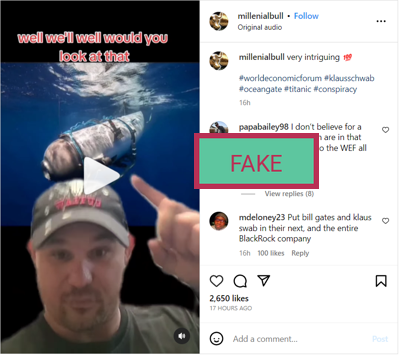 well we'll well would you
look at that
millenialbull • Follow
Original audio
millenialbull very intriguing 💯
#worldeconomicforum #klausschwab
#oceangate #titanic #conspiracy
16h
papabailey98 I don't believe for a
are in that
to the WEF all
FAKE
View replies (8)
mdeloney23 Put bill gates and klaus
swab in their next, and the entire
BlackRock company
16h 100 likes Reply
2,650 likes
17 HOURS AGO
Add a comment... Post